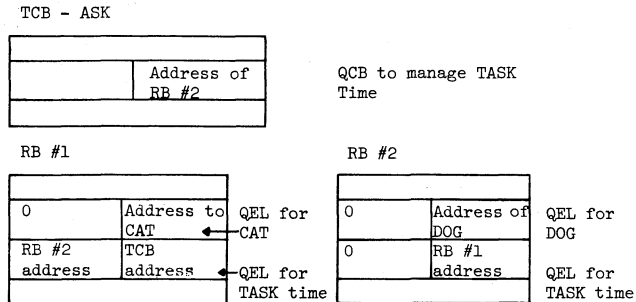 TCB - ASK
Address of
RB #2
QCB to manage TASK
Time
RB #1
RB #2
0
Address to
CAT
QEL for
CAT
RB #2
address
TCB
address
QEL for
TASK time
0
Address of
DOG
QEL for
DOG
0
RB #1
address
QEL for
TASK time